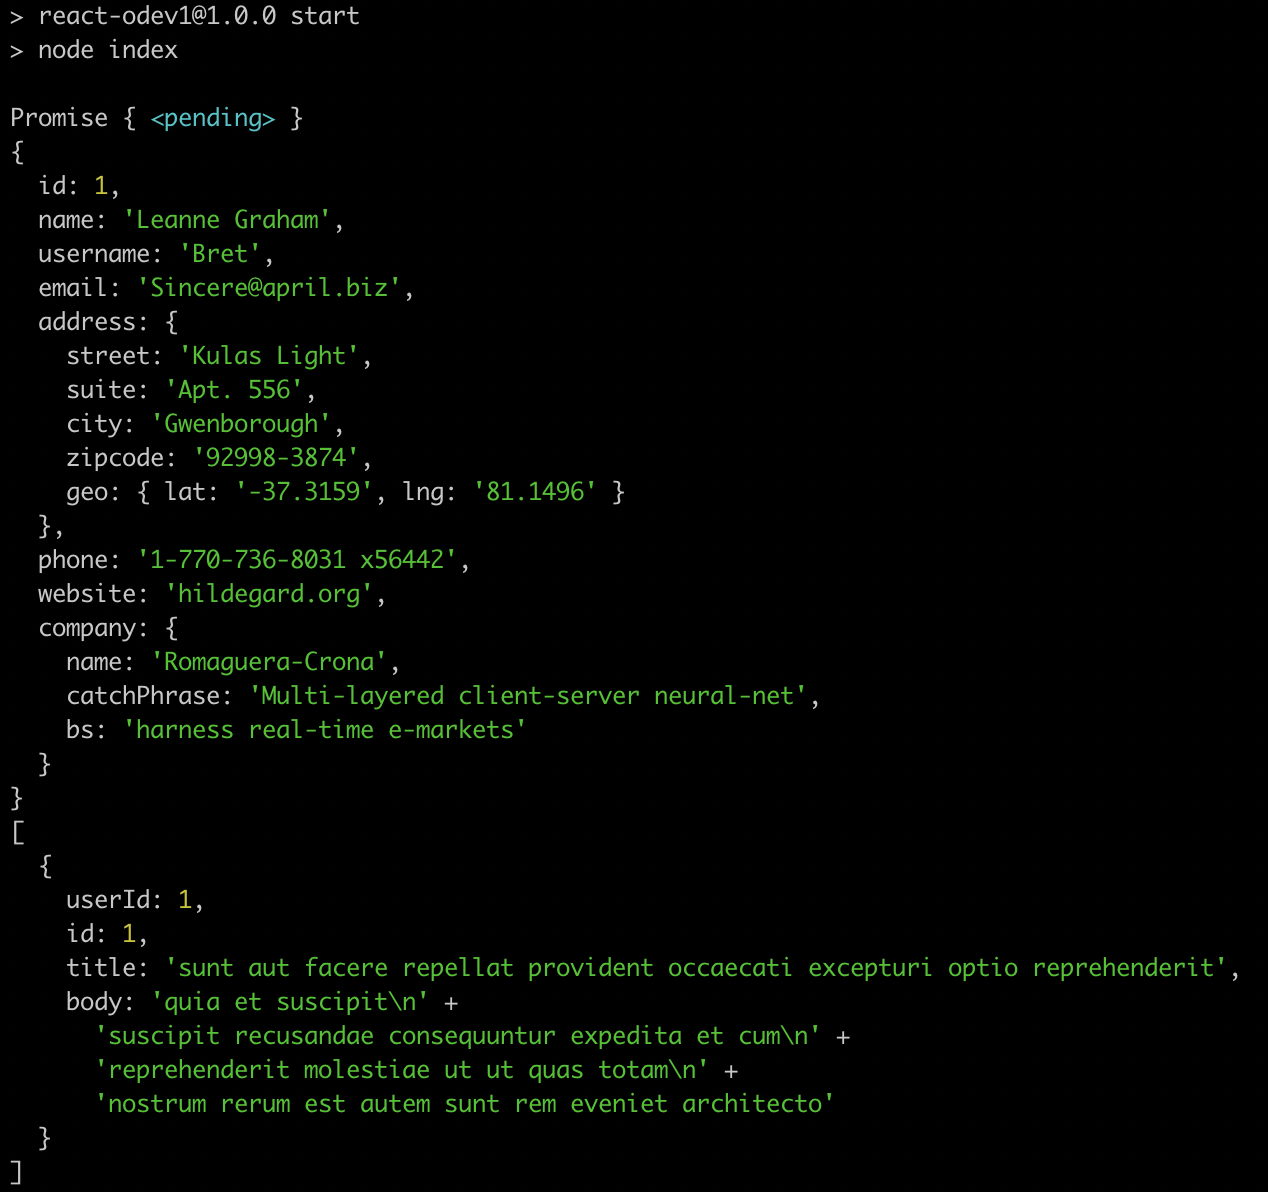 > react-odev1@1.0.0 start
> node index

Promise { <pending> }
{
  id: 1,
  name: 'Leanne Graham',
  username: 'Bret',
  email: 'Sincere@april.biz',
  address: {
    street: 'Kulas Light',
    suite: 'Apt. 556',
    city: 'Gwenborough',
    zipcode: '92998-3874',
    geo: { lat: '-37.3159', lng: '81.1496' }
  },
  phone: '1-770-736-8031 x56442',
  website: 'hildegard.org',
  company: {
    name: 'Romaguera-Crona',
    catchPhrase: 'Multi-layered client-server neural-net',
    bs: 'harness real-time e-markets'
  }
}
[
  {
    userId: 1,
    id: 1,
    title: 'sunt aut facere repellat provident occaecati excepturi optio reprehenderit',
    body: 'quia et suscipit\n' +
      'suscipit recusandae consequuntur expedita et cum\n' +
      'reprehenderit molestiae ut ut quas totam\n' +
      'nostrum rerum est autem sunt rem eveniet architecto'
  }
]